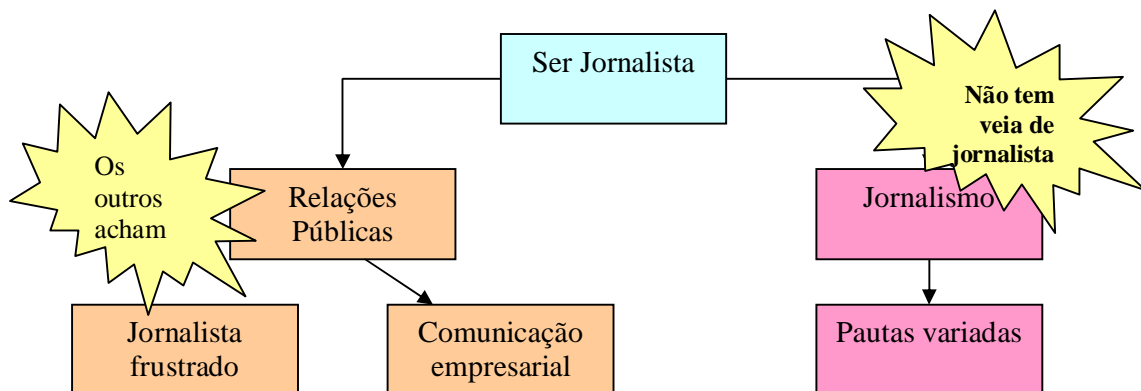 Ser Jornalista
Não tem
veia de
jornalista
Os
outros
acham
Relações
Públicas
Jornalismo
Jornalista
frustrado
Comunicação
empresarial
Pautas variadas